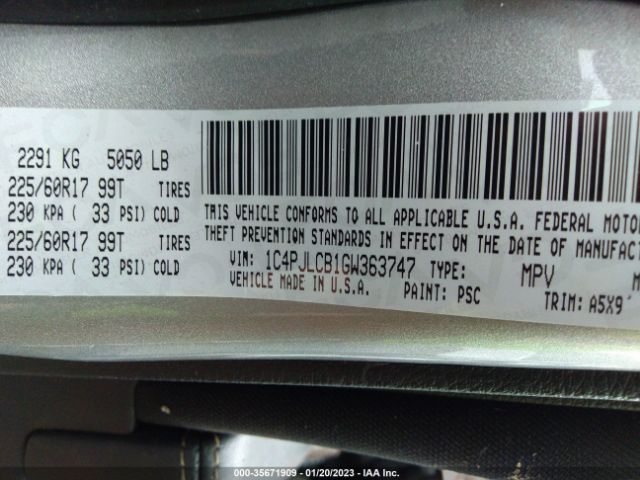 2291 KG 5050 LB
225/60R17 99T TIRES
230 KPA ( 33 PSI) COLD
225/60R17 99T TIRES
230 KPA ( 33 PSI) COLD
THIS VEHICLE CONFORMS TO ALL APPLICABLE U.S.A. FEDERAL MOTO
THEFT PREVENTION STANDARDS IN EFFECT ON THE DATE OF MANUFACT
VIN: 1C4PJLCB1GW363747 TYPE: MPV
VEHICLE MADE IN U.S.A. PAINT: PSC TRIM: A5X9
000-35671909 - 01/20/2023 - IAA Inc.